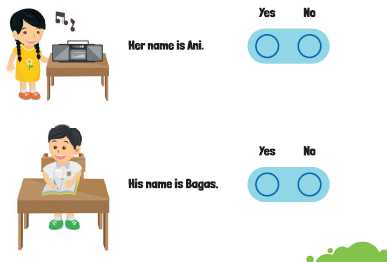 Yes No
Her name is Ani.
Yes No
His name is Bagas.